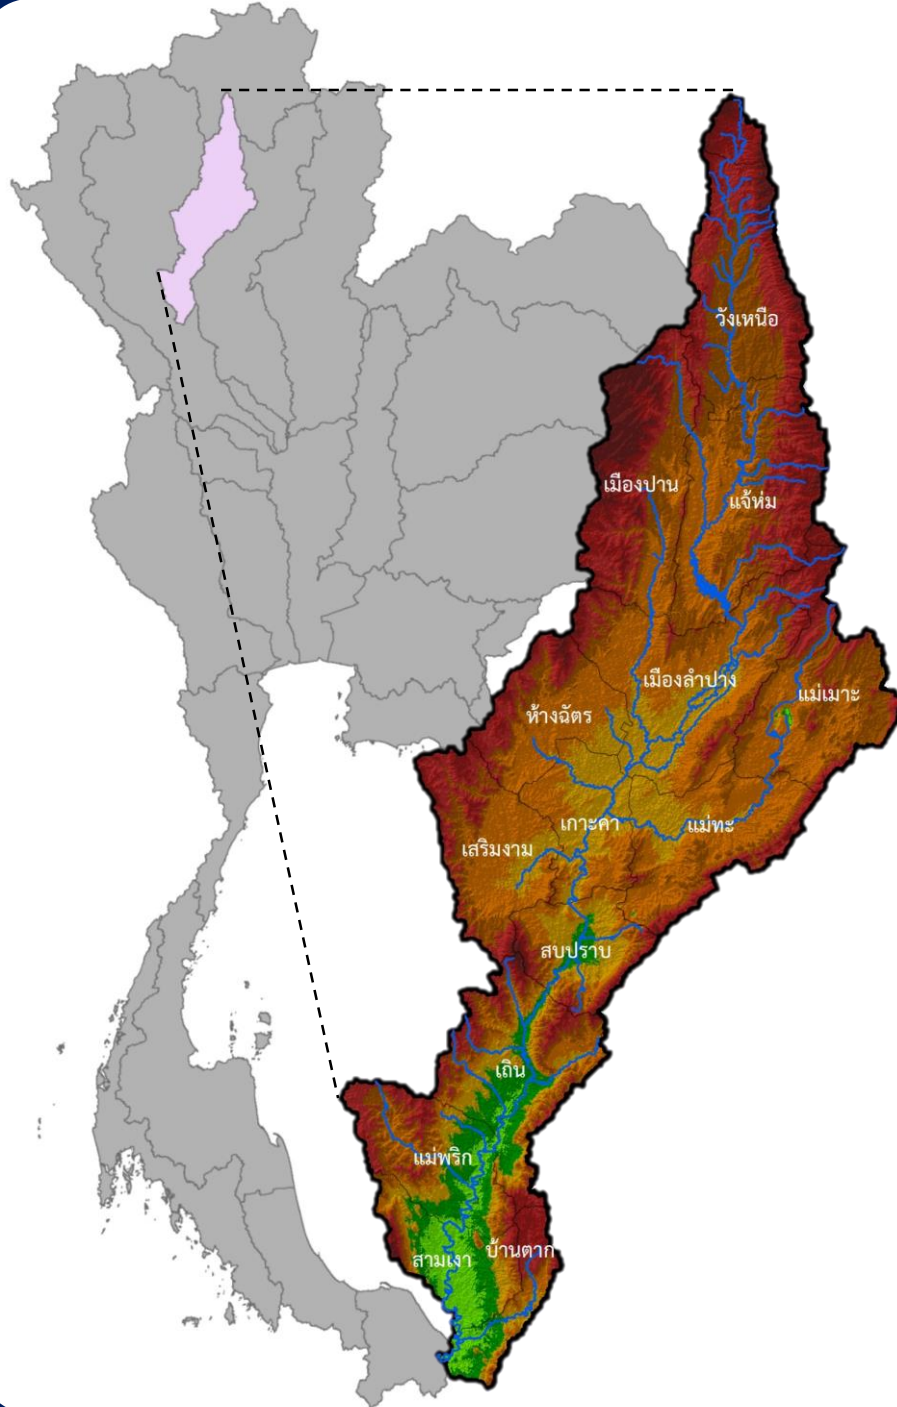 วังเหนือ
เมืองปาน
แจ้ห่ม
เมืองลำปาง
แม่เมาะ
ห้างฉัตร
เกาะคา
แม่ทะ
เสริมงาม
สบปราบ
เถิน
แม่พริก
บ้านตาก
สามเงา